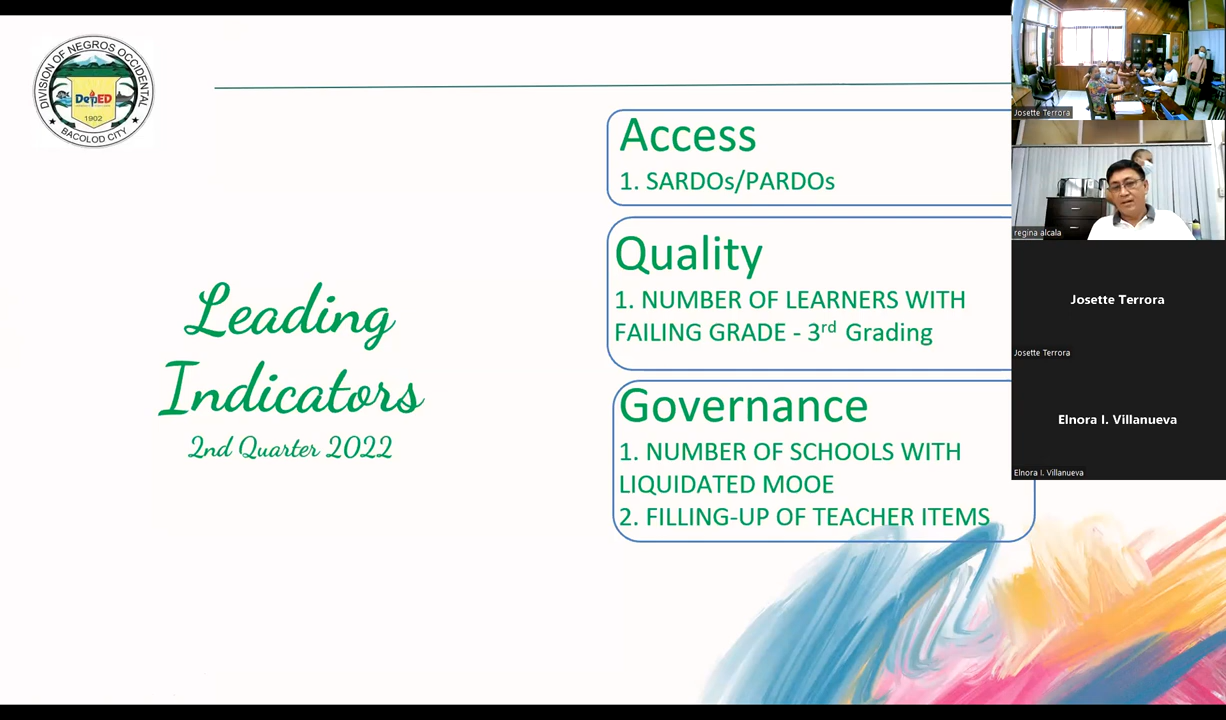 DIVISION OF NEGROS OCCIDENTAL
DepED
1902
BACOLOD CITY
Leading
Indicators
2nd Quarter 2022
Access
1. SARDOs/PARDOs
Quality
1. NUMBER OF LEARNERS WITH
FAILING GRADE - 3rd Grading
Governance
1. NUMBER OF SCHOOLS WITH
LIQUIDATED MOOE
2. FILLING-UP OF TEACHER ITEMS
Josette Terrora
regina alcala
Josette Terrora
Josette Terrora
Elnora I. Villanueva
Elnora I. Villanueva